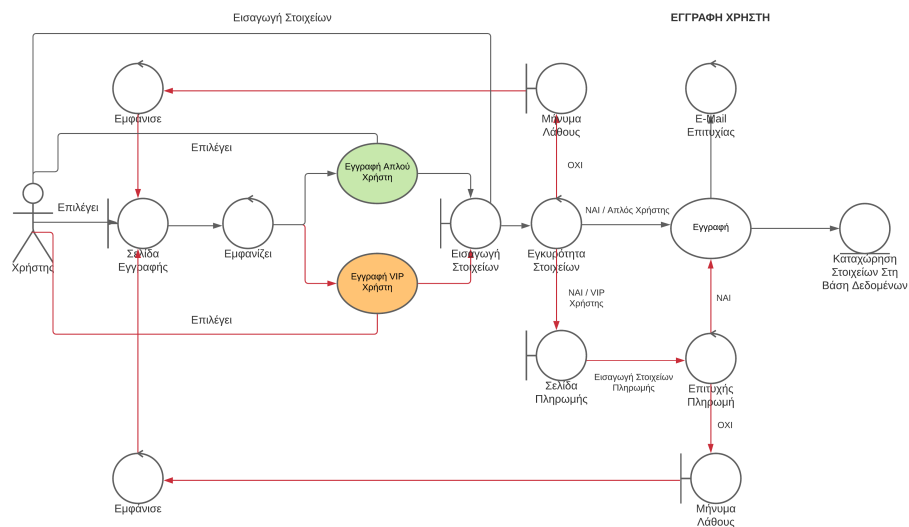 Εισαγωγή Στοιχείων
ΕΓΓΡΑΦΗ ΧΡΗΣΤΗ
Εμφάνισε
Μήνυμα
Λάθους
E-Mail
Επιτυχίας
Επιλέγει
ΟΧΙ
Εγγραφή Απλού
Χρήστη
Επιλέγει
ΝΑΙ / Απλός Χρήστης
Εγγραφή
Χρήστης
Σελίδα
Εγγραφής
Εμφανίζει
Εισαγωγή
Στοιχείων
Εγκυρότητα
Στοιχείων
Καταχώρηση
Στοιχείων Στη
Βάση Δεδομένων
Εγγραφή VIP
Χρήστη
ΝΑΙ / VIP
Χρήστης
ΝΑΙ
Επιλέγει
Σελίδα
Πληρωμής
Εισαγωγή Στοιχείων
Πληρωμής
Επιτυχής
Πληρωμή
ΟΧΙ
Εμφάνισε
Μήνυμα
Λάθους